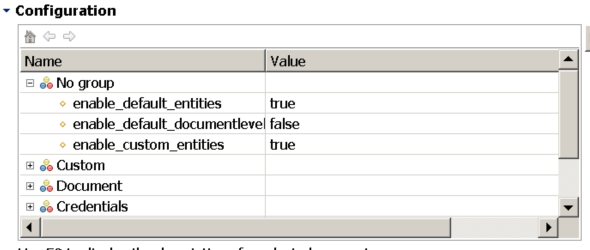 Configuration
Name Value
No group
enable_default_entities true
enable_default_documentlevel false
enable_custom_entities true
Custom
Document
Credentials